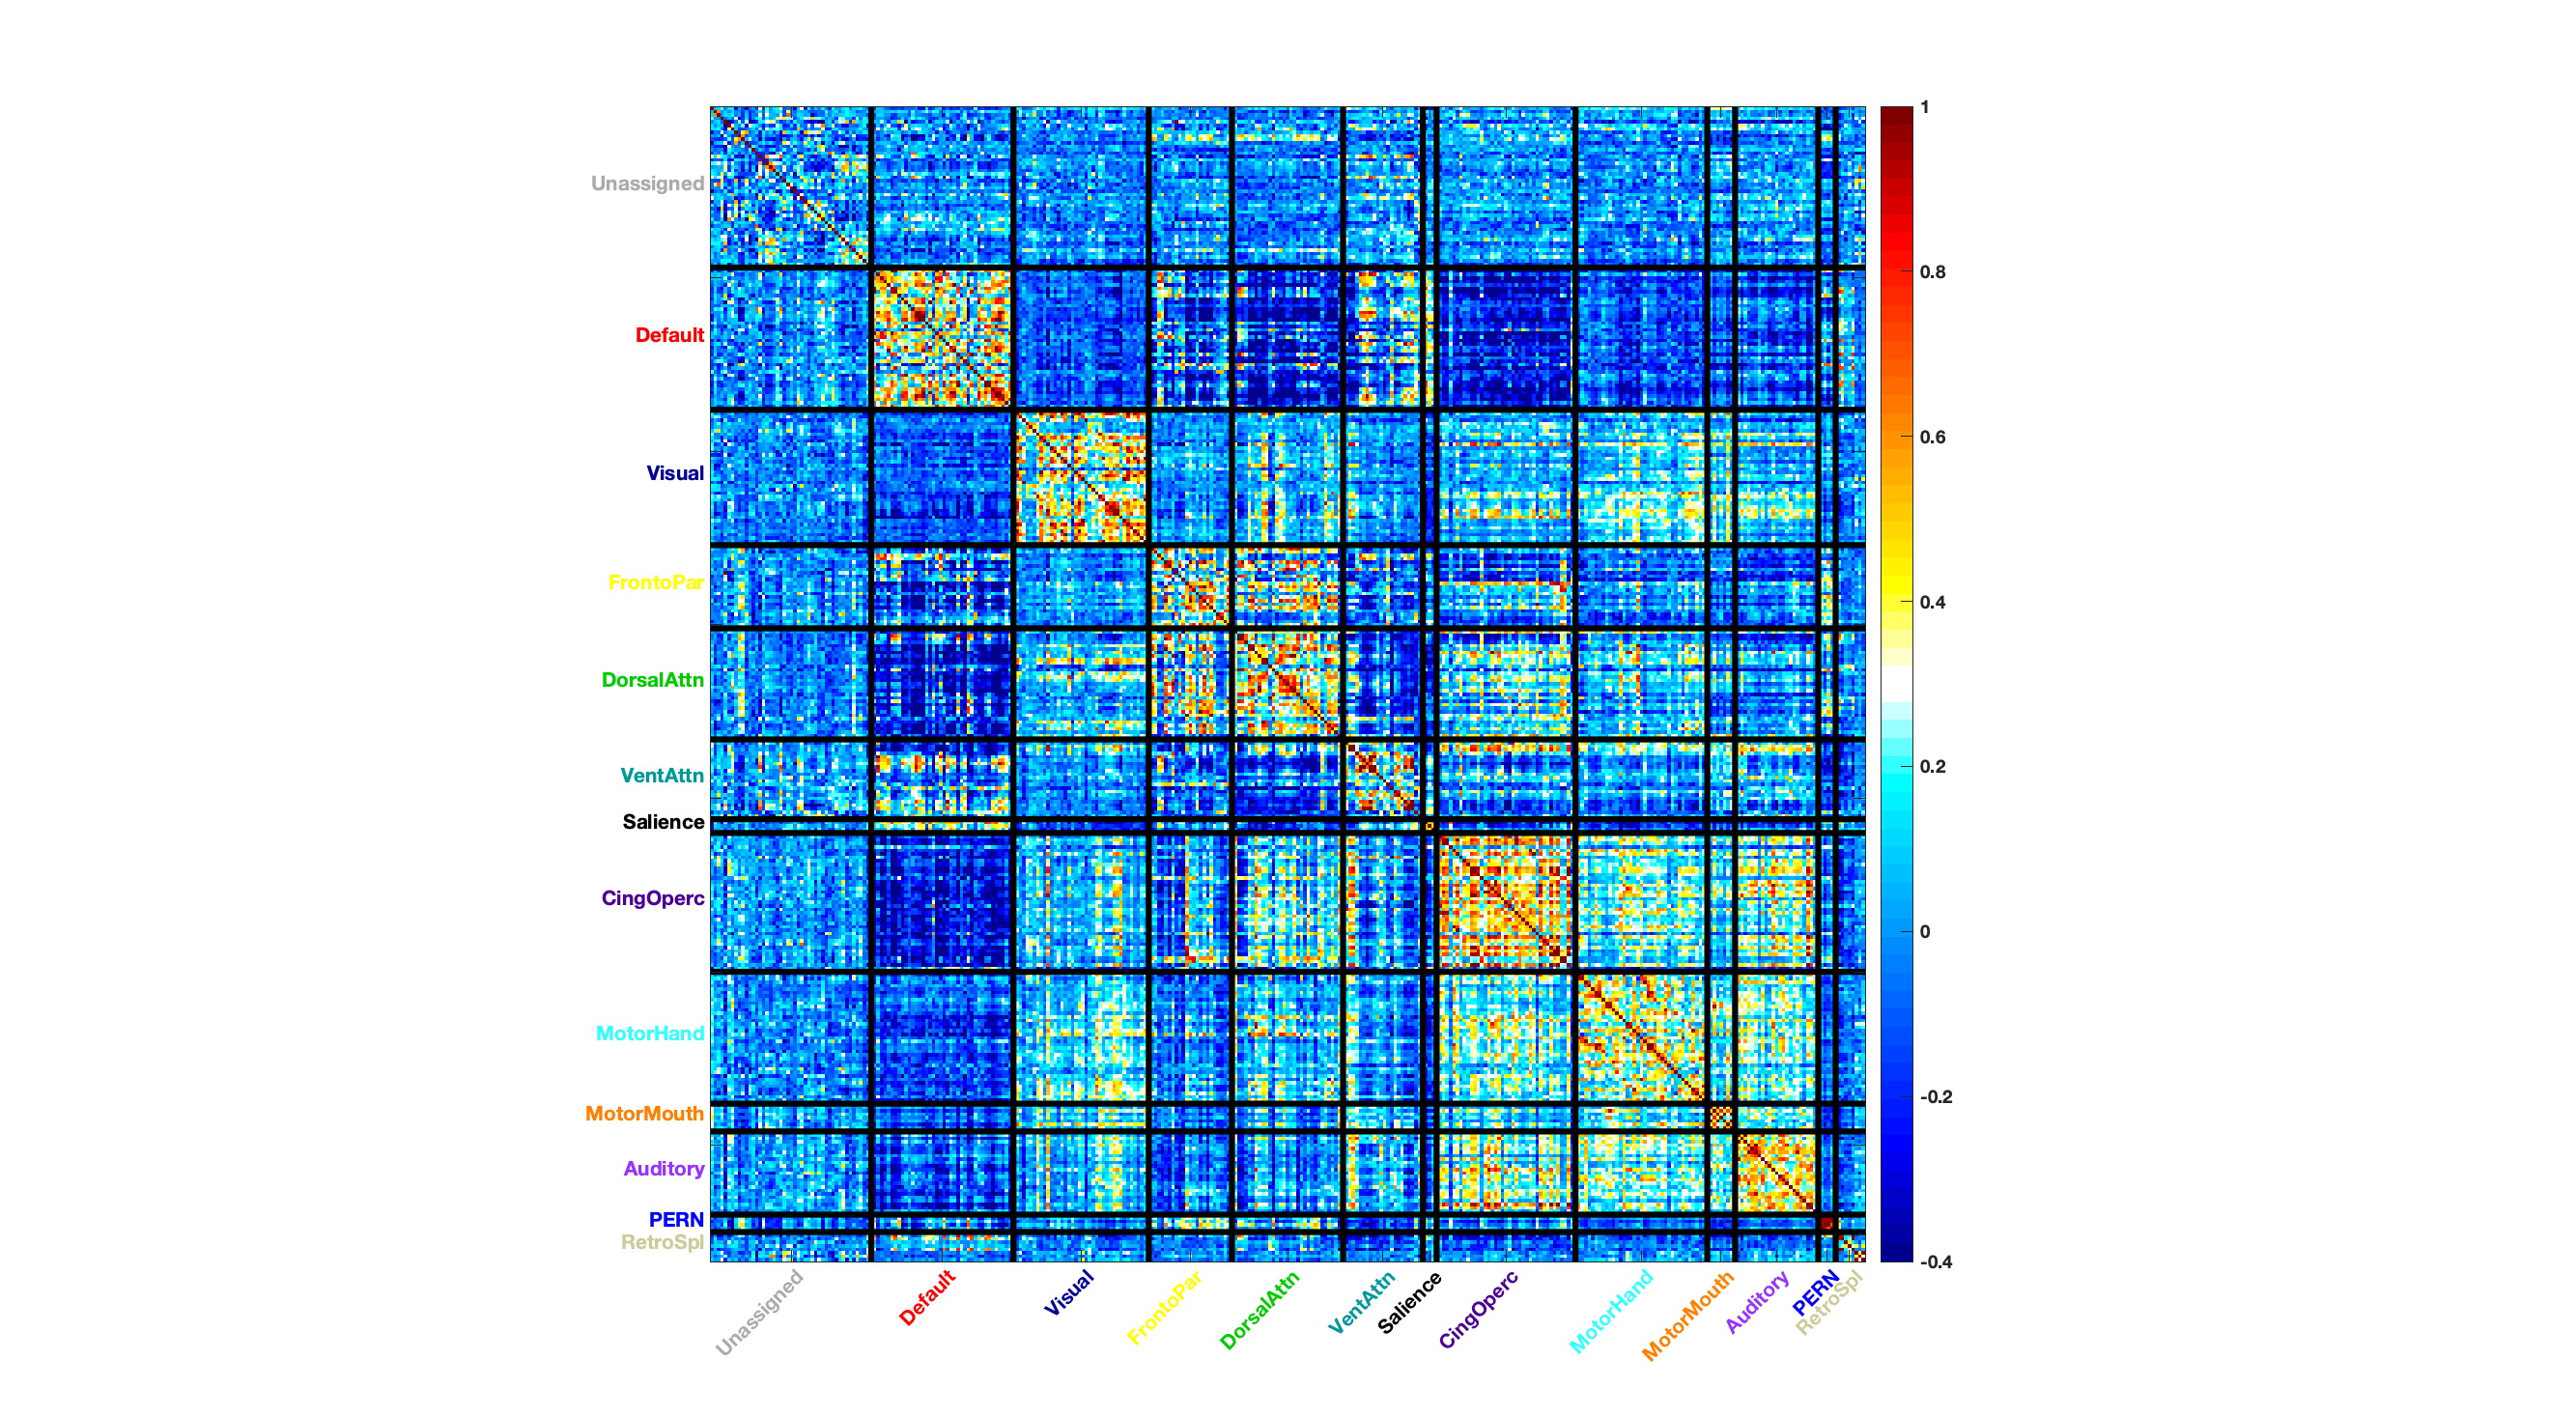 Unassigned
Default
Visual
FrontoPar
DorsalAttn
VentAttn
Salience
CingOperc
MotorHand
MotorMouth
Auditory
PERN
RetroSpl
1
0.8
0.6
0.4
0.2
0
-0.2
-0.4
Unassigned
Default
Visual
FrontoPar
DorsalAttn
VentAttn
Salience
CingOperc
MotorHand
MotorMouth
Auditory
PERN
RetroSpl